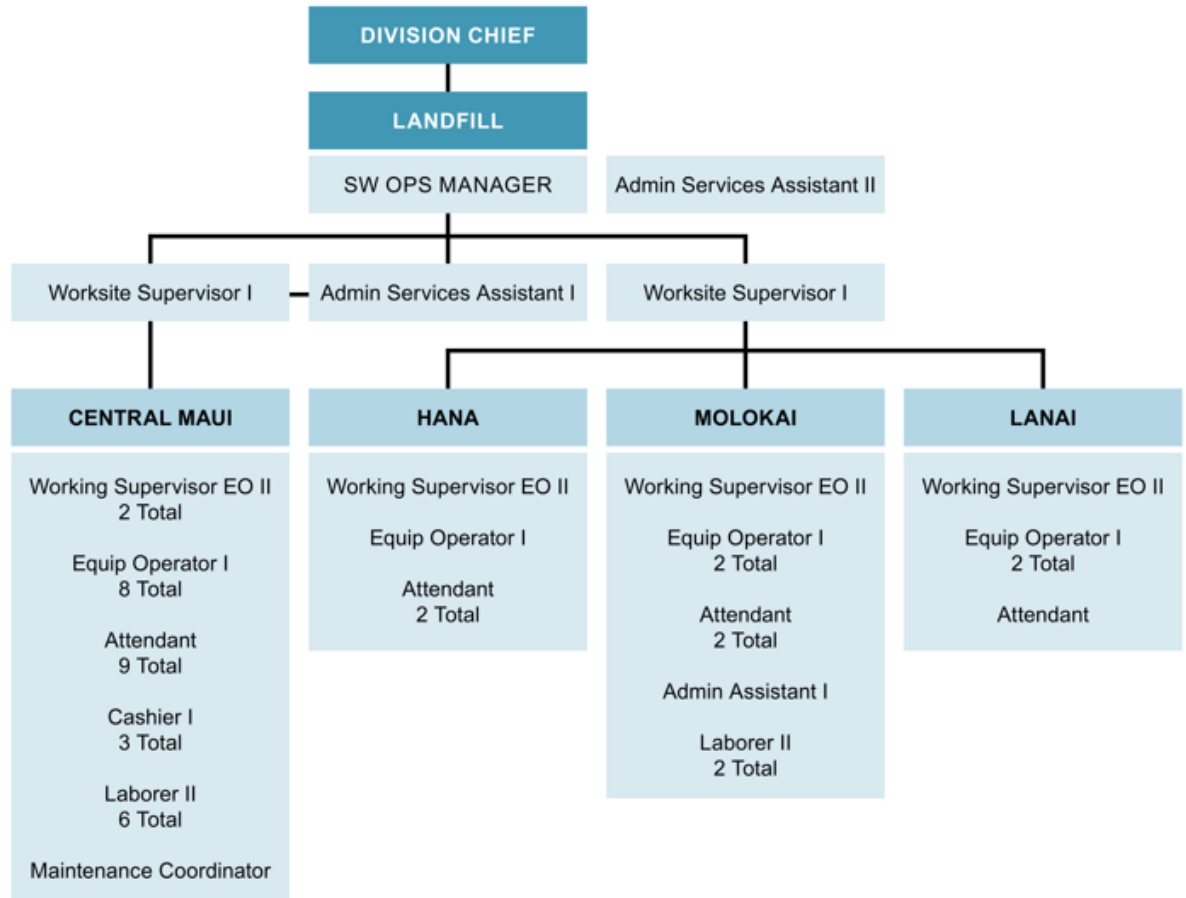 DIVISION CHIEF
LANDFILL
SW OPS MANAGER
Admin Services Assistant II
Worksite Supervisor I
Admin Services Assistant I
Worksite Supervisor I
CENTRAL MAUI
Working Supervisor EO II
2 Total
Equip Operator I
8 Total
Attendant
9 Total
Cashier I
3 Total
Laborer II
6 Total
Maintenance Coordinator
HANA
Working Supervisor EO II
Equip Operator I
Attendant
2 Total
MOLOKAI
Working Supervisor EO II
Equip Operator I
2 Total
Attendant
2 Total
Admin Assistant I
Laborer II
2 Total
LANAI
Working Supervisor EO II
Equip Operator I
2 Total
Attendant